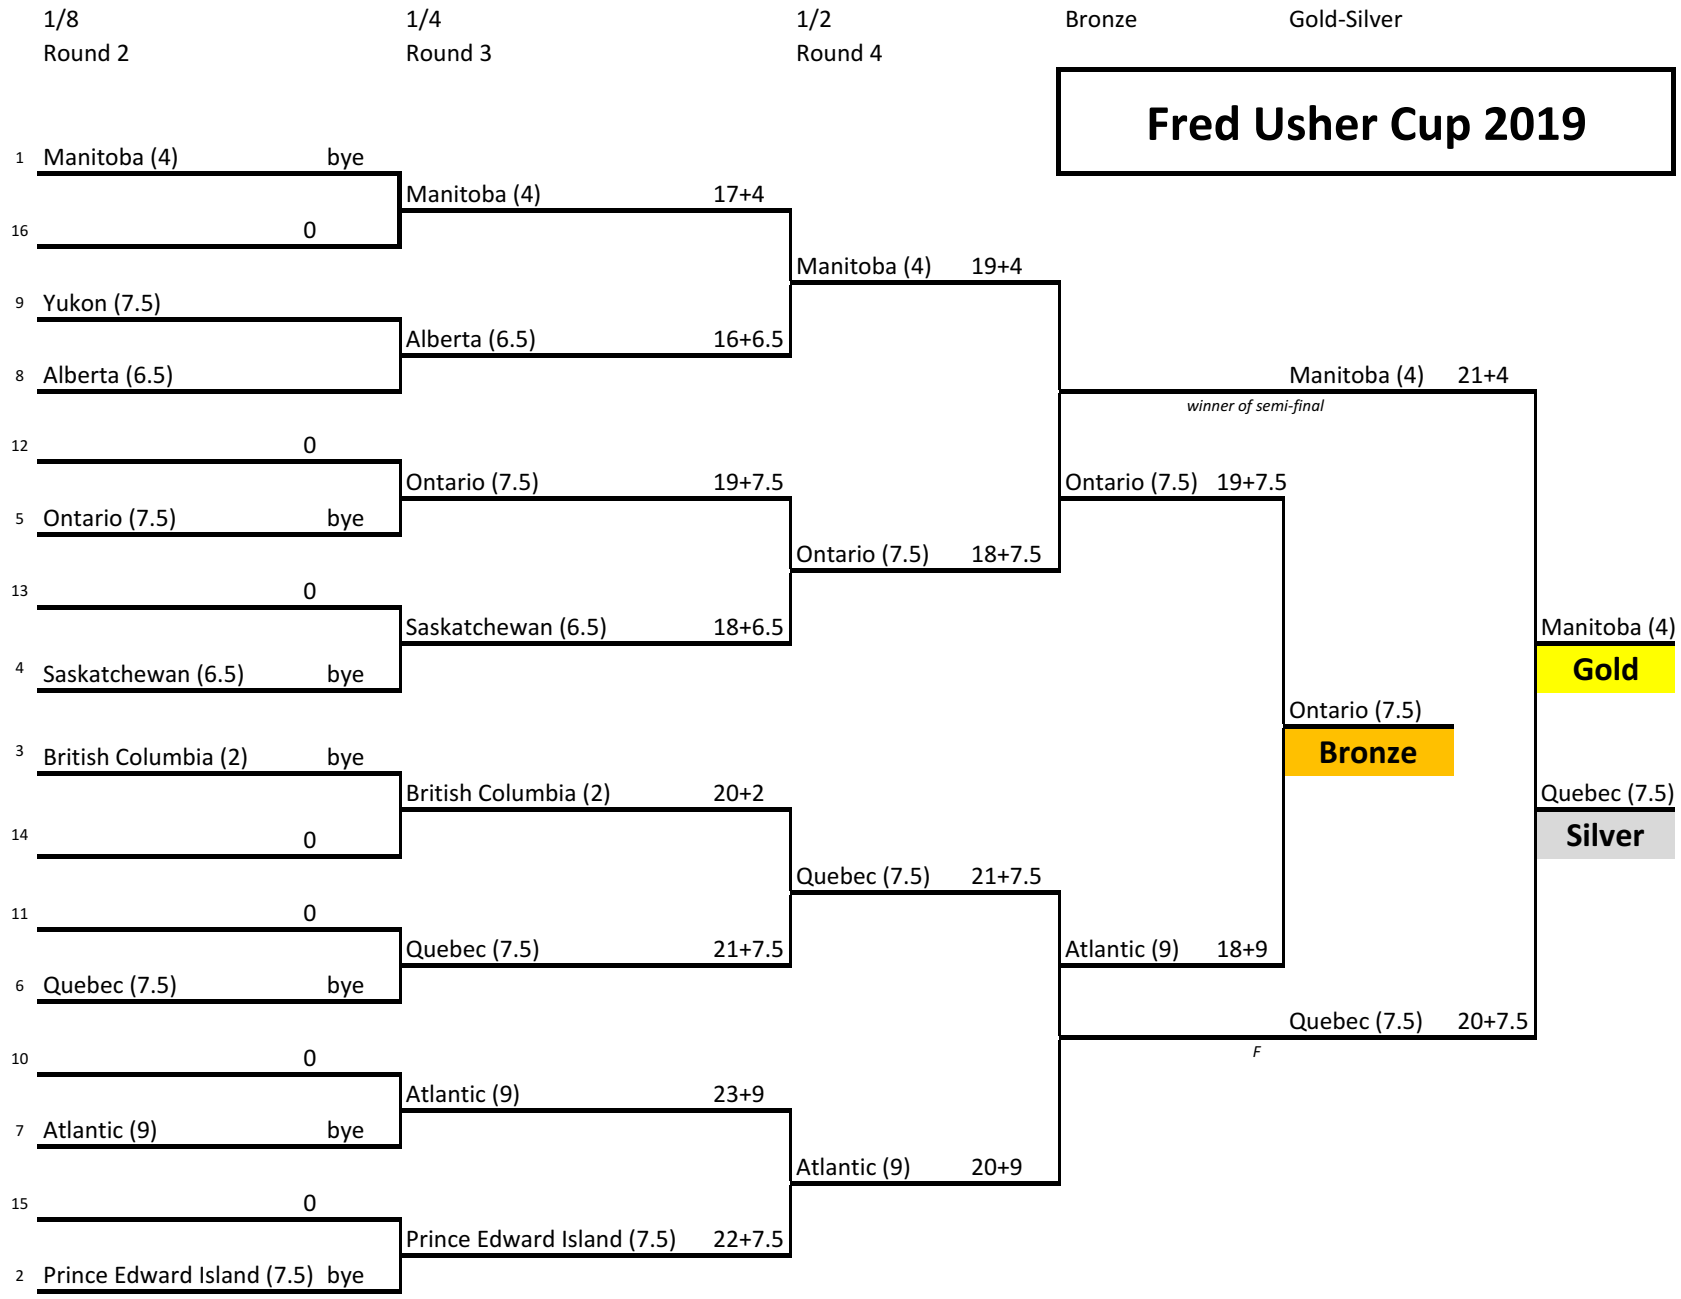 1/8 1/4 1/2 Bronze Gold-Silver
Round 2 Round 3 Round 4
Fred Usher Cup 2019
1 Manitoba (4) bye
Manitoba (4) 17+4
16 0
Manitoba (4) 19+4
9 Yukon (7.5)
Alberta (6.5) 16+6.5
8 Alberta (6.5)
Manitoba (4) 21+4
winner of semi-final
12 0
Ontario (7.5) 19+7.5
Ontario (7.5) 19+7.5
5 Ontario (7.5) bye
Ontario (7.5) 18+7.5
13 0
Saskatchewan (6.5) 18+6.5
Manitoba (4)
Gold
4 Saskatchewan (6.5) bye
Ontario (7.5)
Bronze
3 British Columbia (2) bye
British Columbia (2) 20+2
Quebec (7.5)
Silver
14 0
Quebec (7.5) 21+7.5
11 0
Quebec (7.5) 21+7.5
Atlantic (9) 18+9
6 Quebec (7.5) bye
Quebec (7.5) 20+7.5
F
10 0
Atlantic (9) 23+9
7 Atlantic (9) bye
Atlantic (9) 20+9
15 0
Prince Edward Island (7.5) 22+7.5
2 Prince Edward Island (7.5) bye